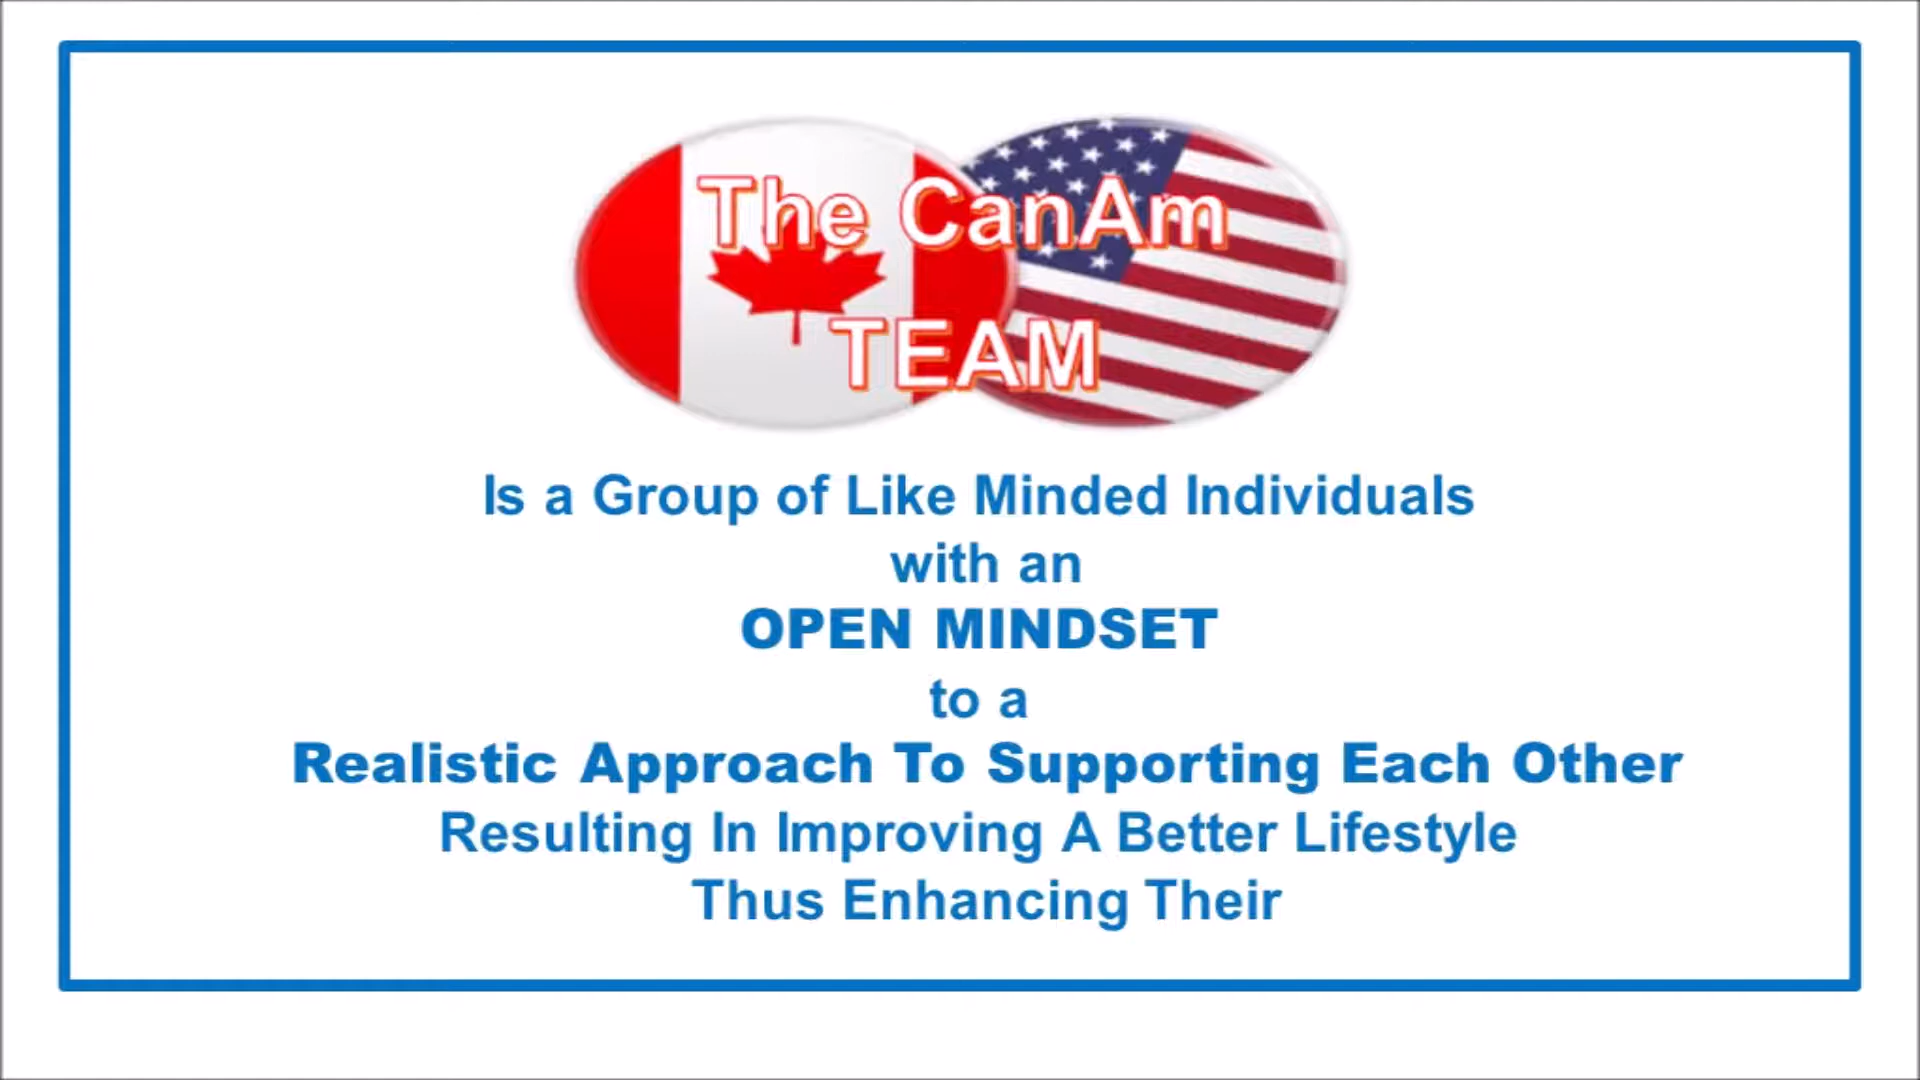 The CanAm
TEAM
Is a Group of Like Minded Individuals
with an
OPEN MINDSET
to a
Realistic Approach To Supporting Each Other
Resulting In Improving A Better Lifestyle
Thus Enhancing Their